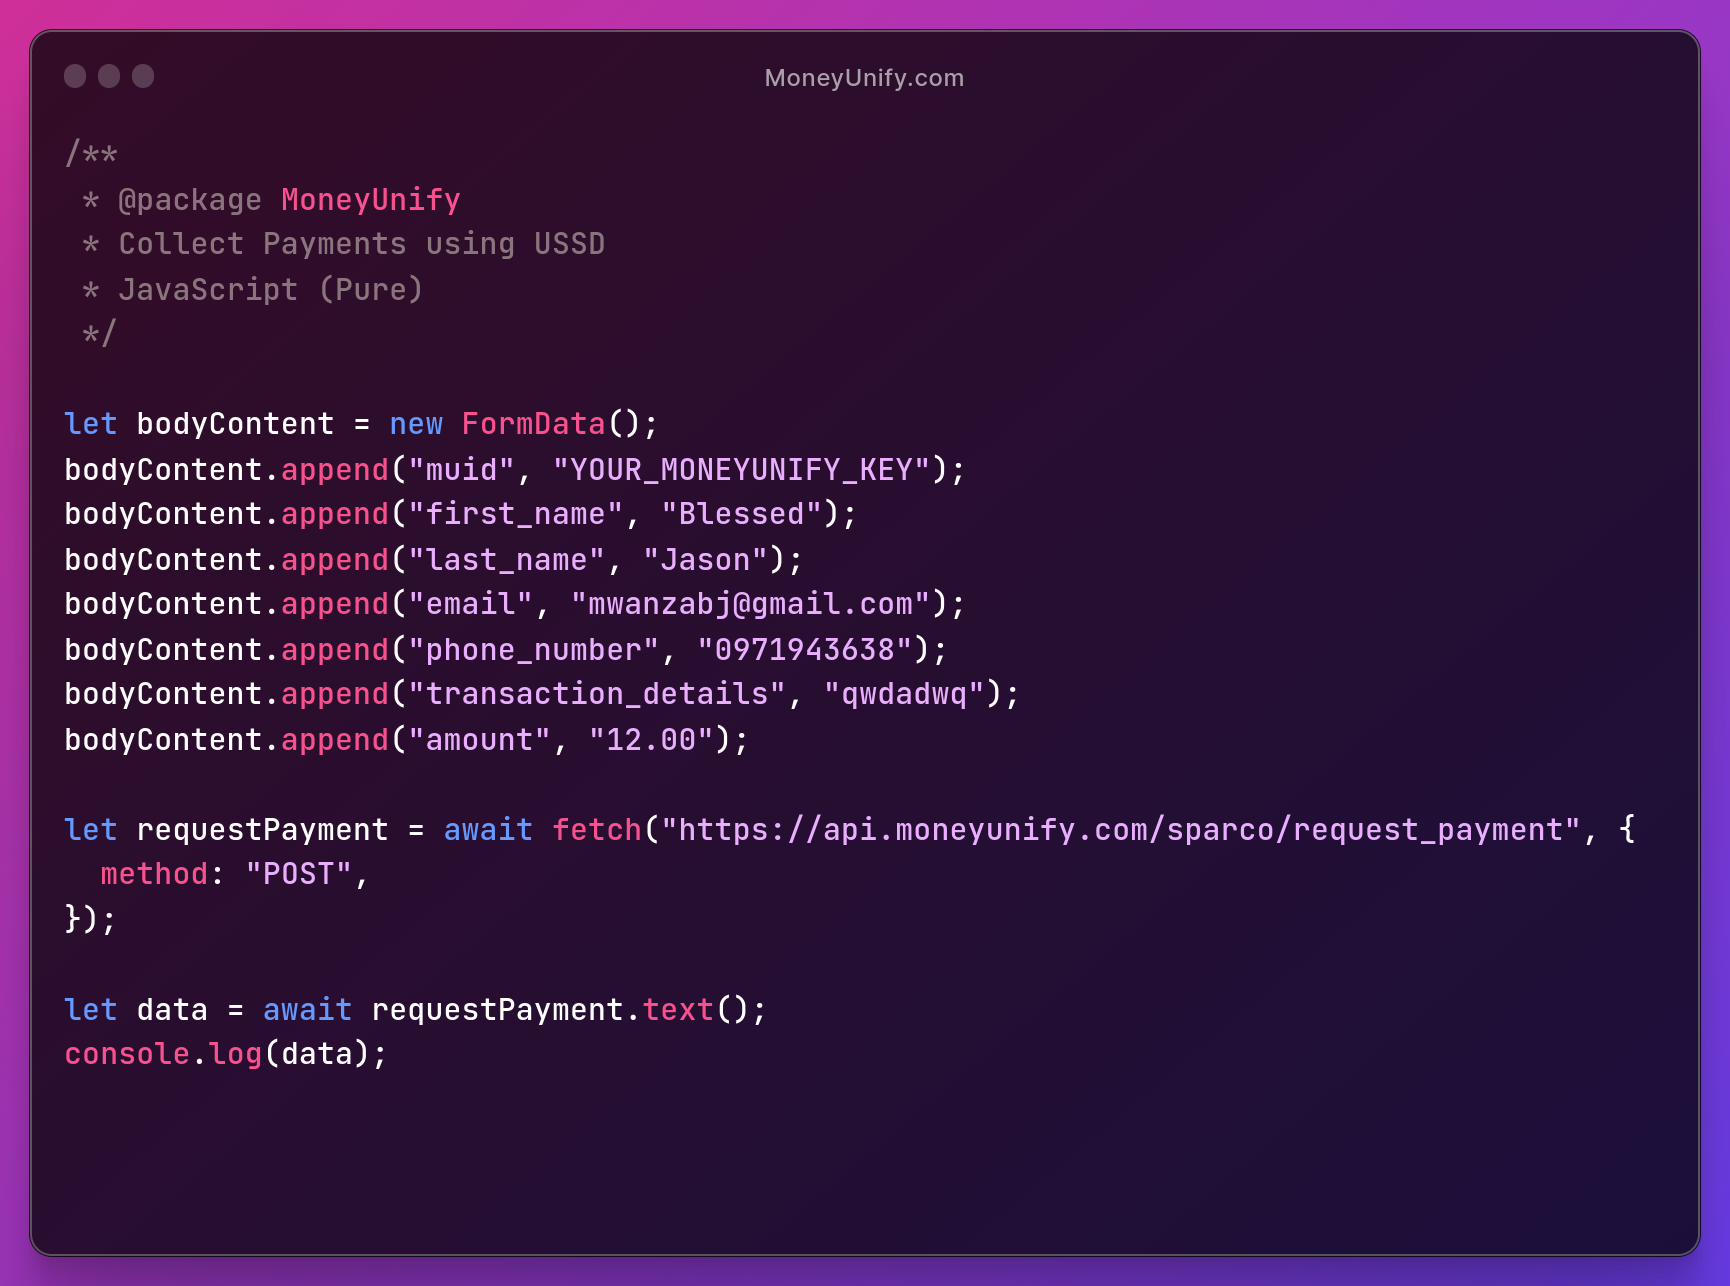 MoneyUnify.com
/**
 * @package MoneyUnify
 * Collect Payments using USSD
 * JavaScript (Pure)
 */
let bodyContent = new FormData();
bodyContent.append("muid", "YOUR_MONEYUNIFY_KEY");
bodyContent.append("first_name", "Blessed");
bodyContent.append("last_name", "Jason");
bodyContent.append("email", "mwanzabj@gmail.com");
bodyContent.append("phone_number", "0971943638");
bodyContent.append("transaction_details", "qwdadwq");
bodyContent.append("amount", "12.00");
let requestPayment = await fetch("https://api.moneyunify.com/sparco/request_payment", {
  method: "POST",
});
let data = await requestPayment.text();
console.log(data);